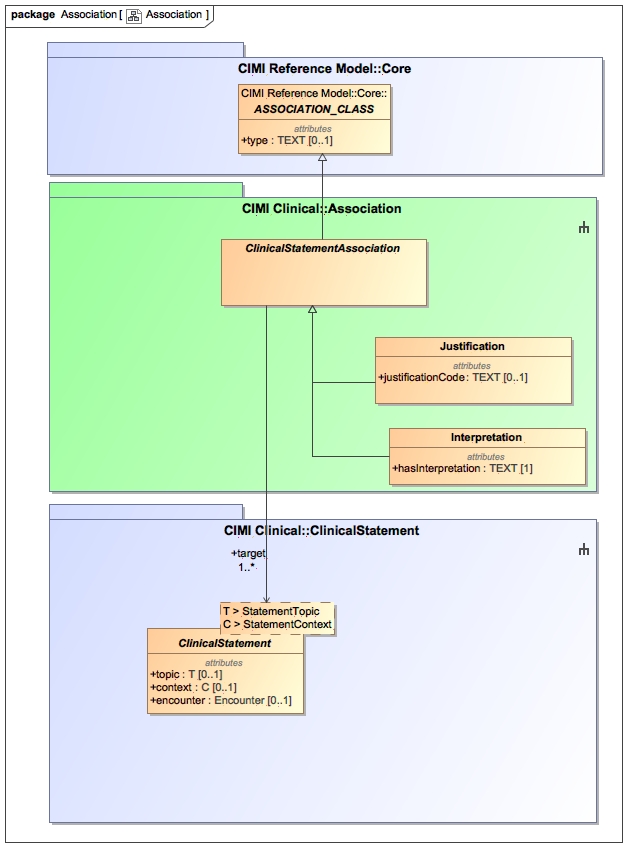 package Association [ Association ]
CIMI Reference Model::Core
CIMI Reference Model::Core::
ASSOCIATION_CLASS
attributes
+type : TEXT [0..1]
CIMI Clinical::Association
ClinicalStatementAssociation
Justification
attributes
+justificationCode : TEXT [0..1]
Interpretation
attributes
+hasInterpretation : TEXT [1]
CIMI Clinical::ClinicalStatement
+target
1..*
T > StatementTopic
C > StatementContext
ClinicalStatement
attributes
+topic : T [0..1]
+context : C [0..1]
+encounter : Encounter [0..1]